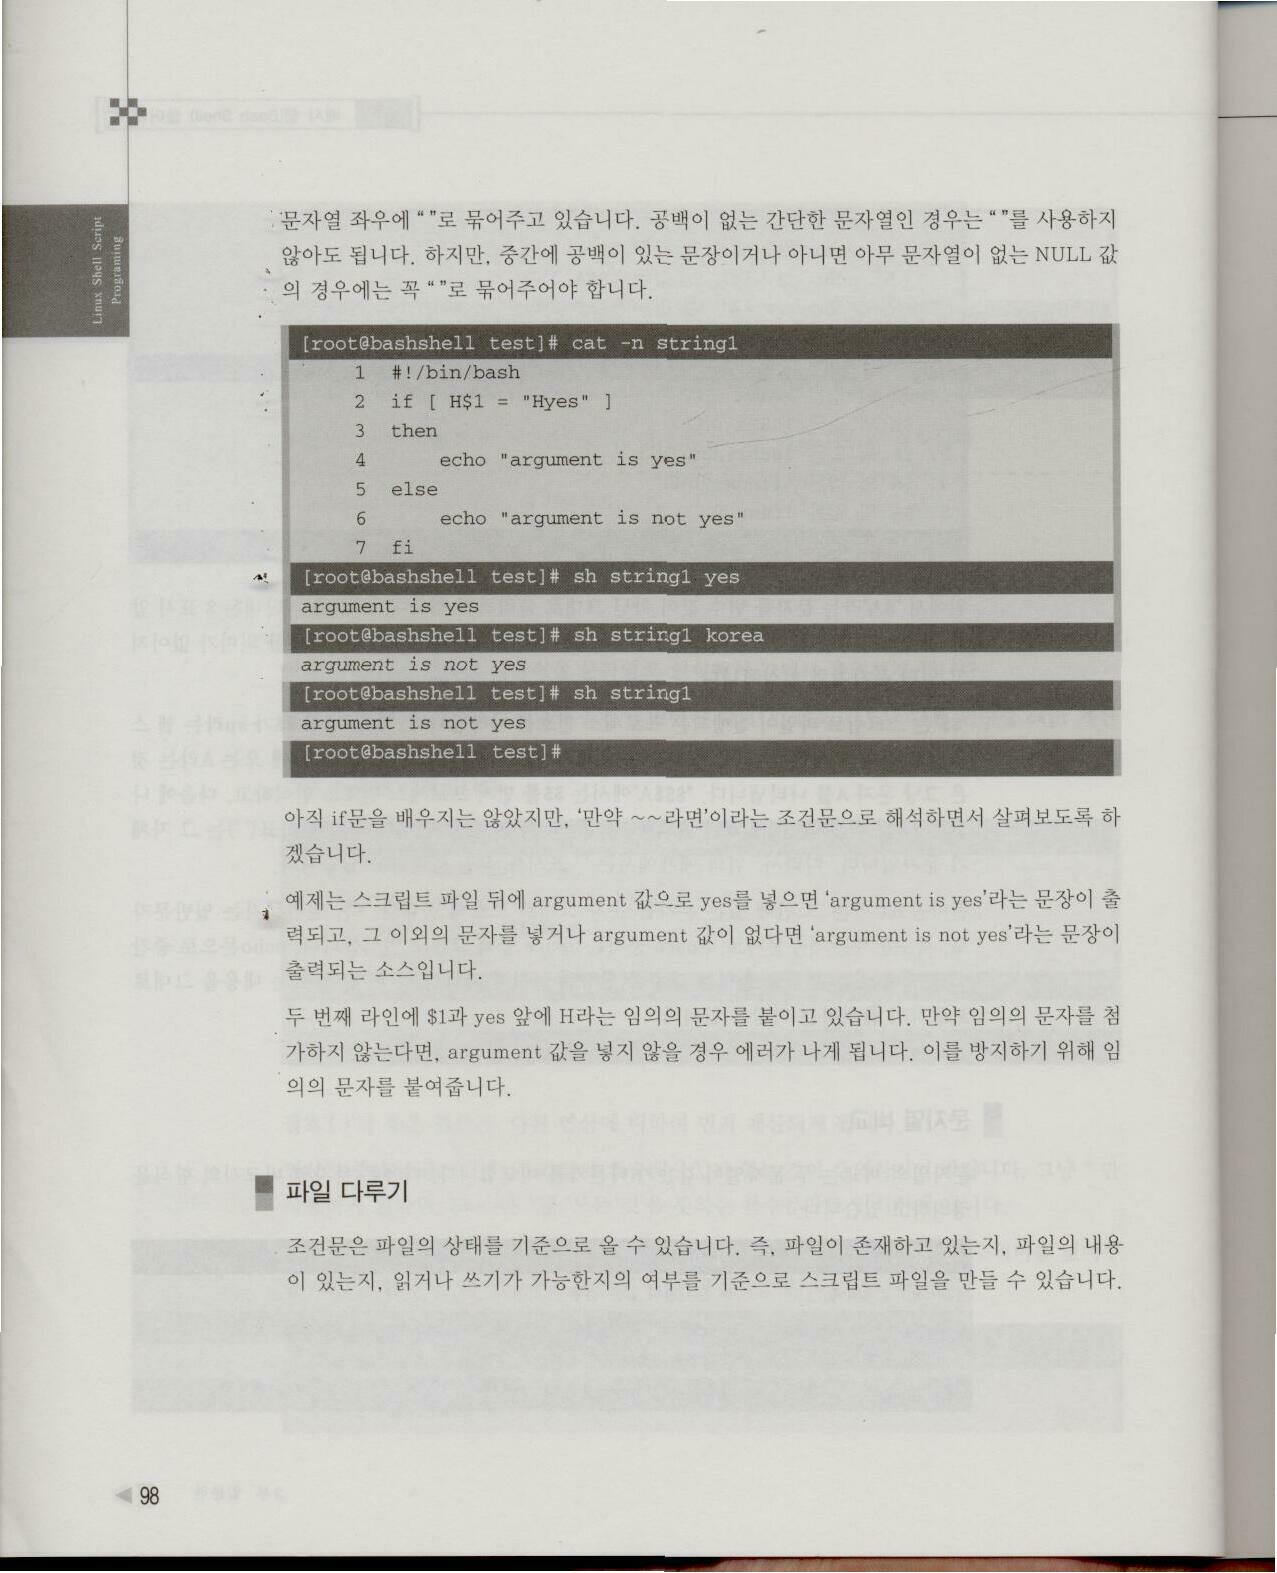 Linux Shell Script
Programing
문자열 좌우에 “ ”로 묶어주고 있습니다. 공백이 없는 간단한 문자열인 경우는 “ ”를 사용하지
않아도 됩니다. 하지만, 중간에 공백이 있는 문장이거나 아니면 아무 문자열이 없는 NULL 값
의 경우에는 꼭 “ ”로 묶어주어야 합니다.
[root@bashshell test]# cat -n string1
1 #!/bin/bash
2 if [ H$1 = "Hyes" ]
3 then
4 echo "argument is yes"
5 else
6 echo "argument is not yes"
7 fi
[root@bashshell test]# sh string1 yes
argument is yes
[root@bashshell test]# sh string1 korea
argument is not yes
[root@bashshell test]# sh string1
argument is not yes
[root@bashshell test]#
아직 if문을 배우지는 않았지만, ‘만약 ~~라면’이라는 조건문으로 해석하면서 살펴보도록 하
겠습니다.
예제는 스크립트 파일 뒤에 argument 값으로 yes를 넣으면 ‘argument is yes’라는 문장이 출
력되고, 그 이외의 문자를 넣거나 argument 값이 없다면 ‘argument is not yes’라는 문장이
출력되는 소스입니다.
두 번째 라인에 $1과 yes 앞에 H라는 임의의 문자를 붙이고 있습니다. 만약 임의의 문자를 첨
가하지 않는다면, argument 값을 넣지 않을 경우 에러가 나게 됩니다. 이를 방지하기 위해 임
의의 문자를 붙여줍니다.
파일 다루기
조건문은 파일의 상태를 기준으로 올 수 있습니다. 즉, 파일이 존재하고 있는지, 파일의 내용
이 있는지, 읽거나 쓰기가 가능한지의 여부를 기준으로 스크립트 파일을 만들 수 있습니다.
98